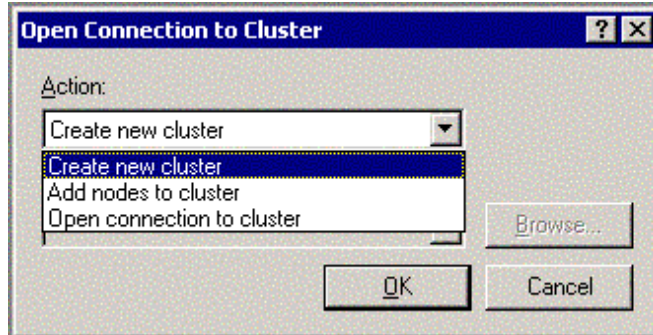 Open Connection to Cluster
Action:
Create new cluster
Create new cluster
Add nodes to cluster
Open connection to cluster
Browse...
OK
Cancel